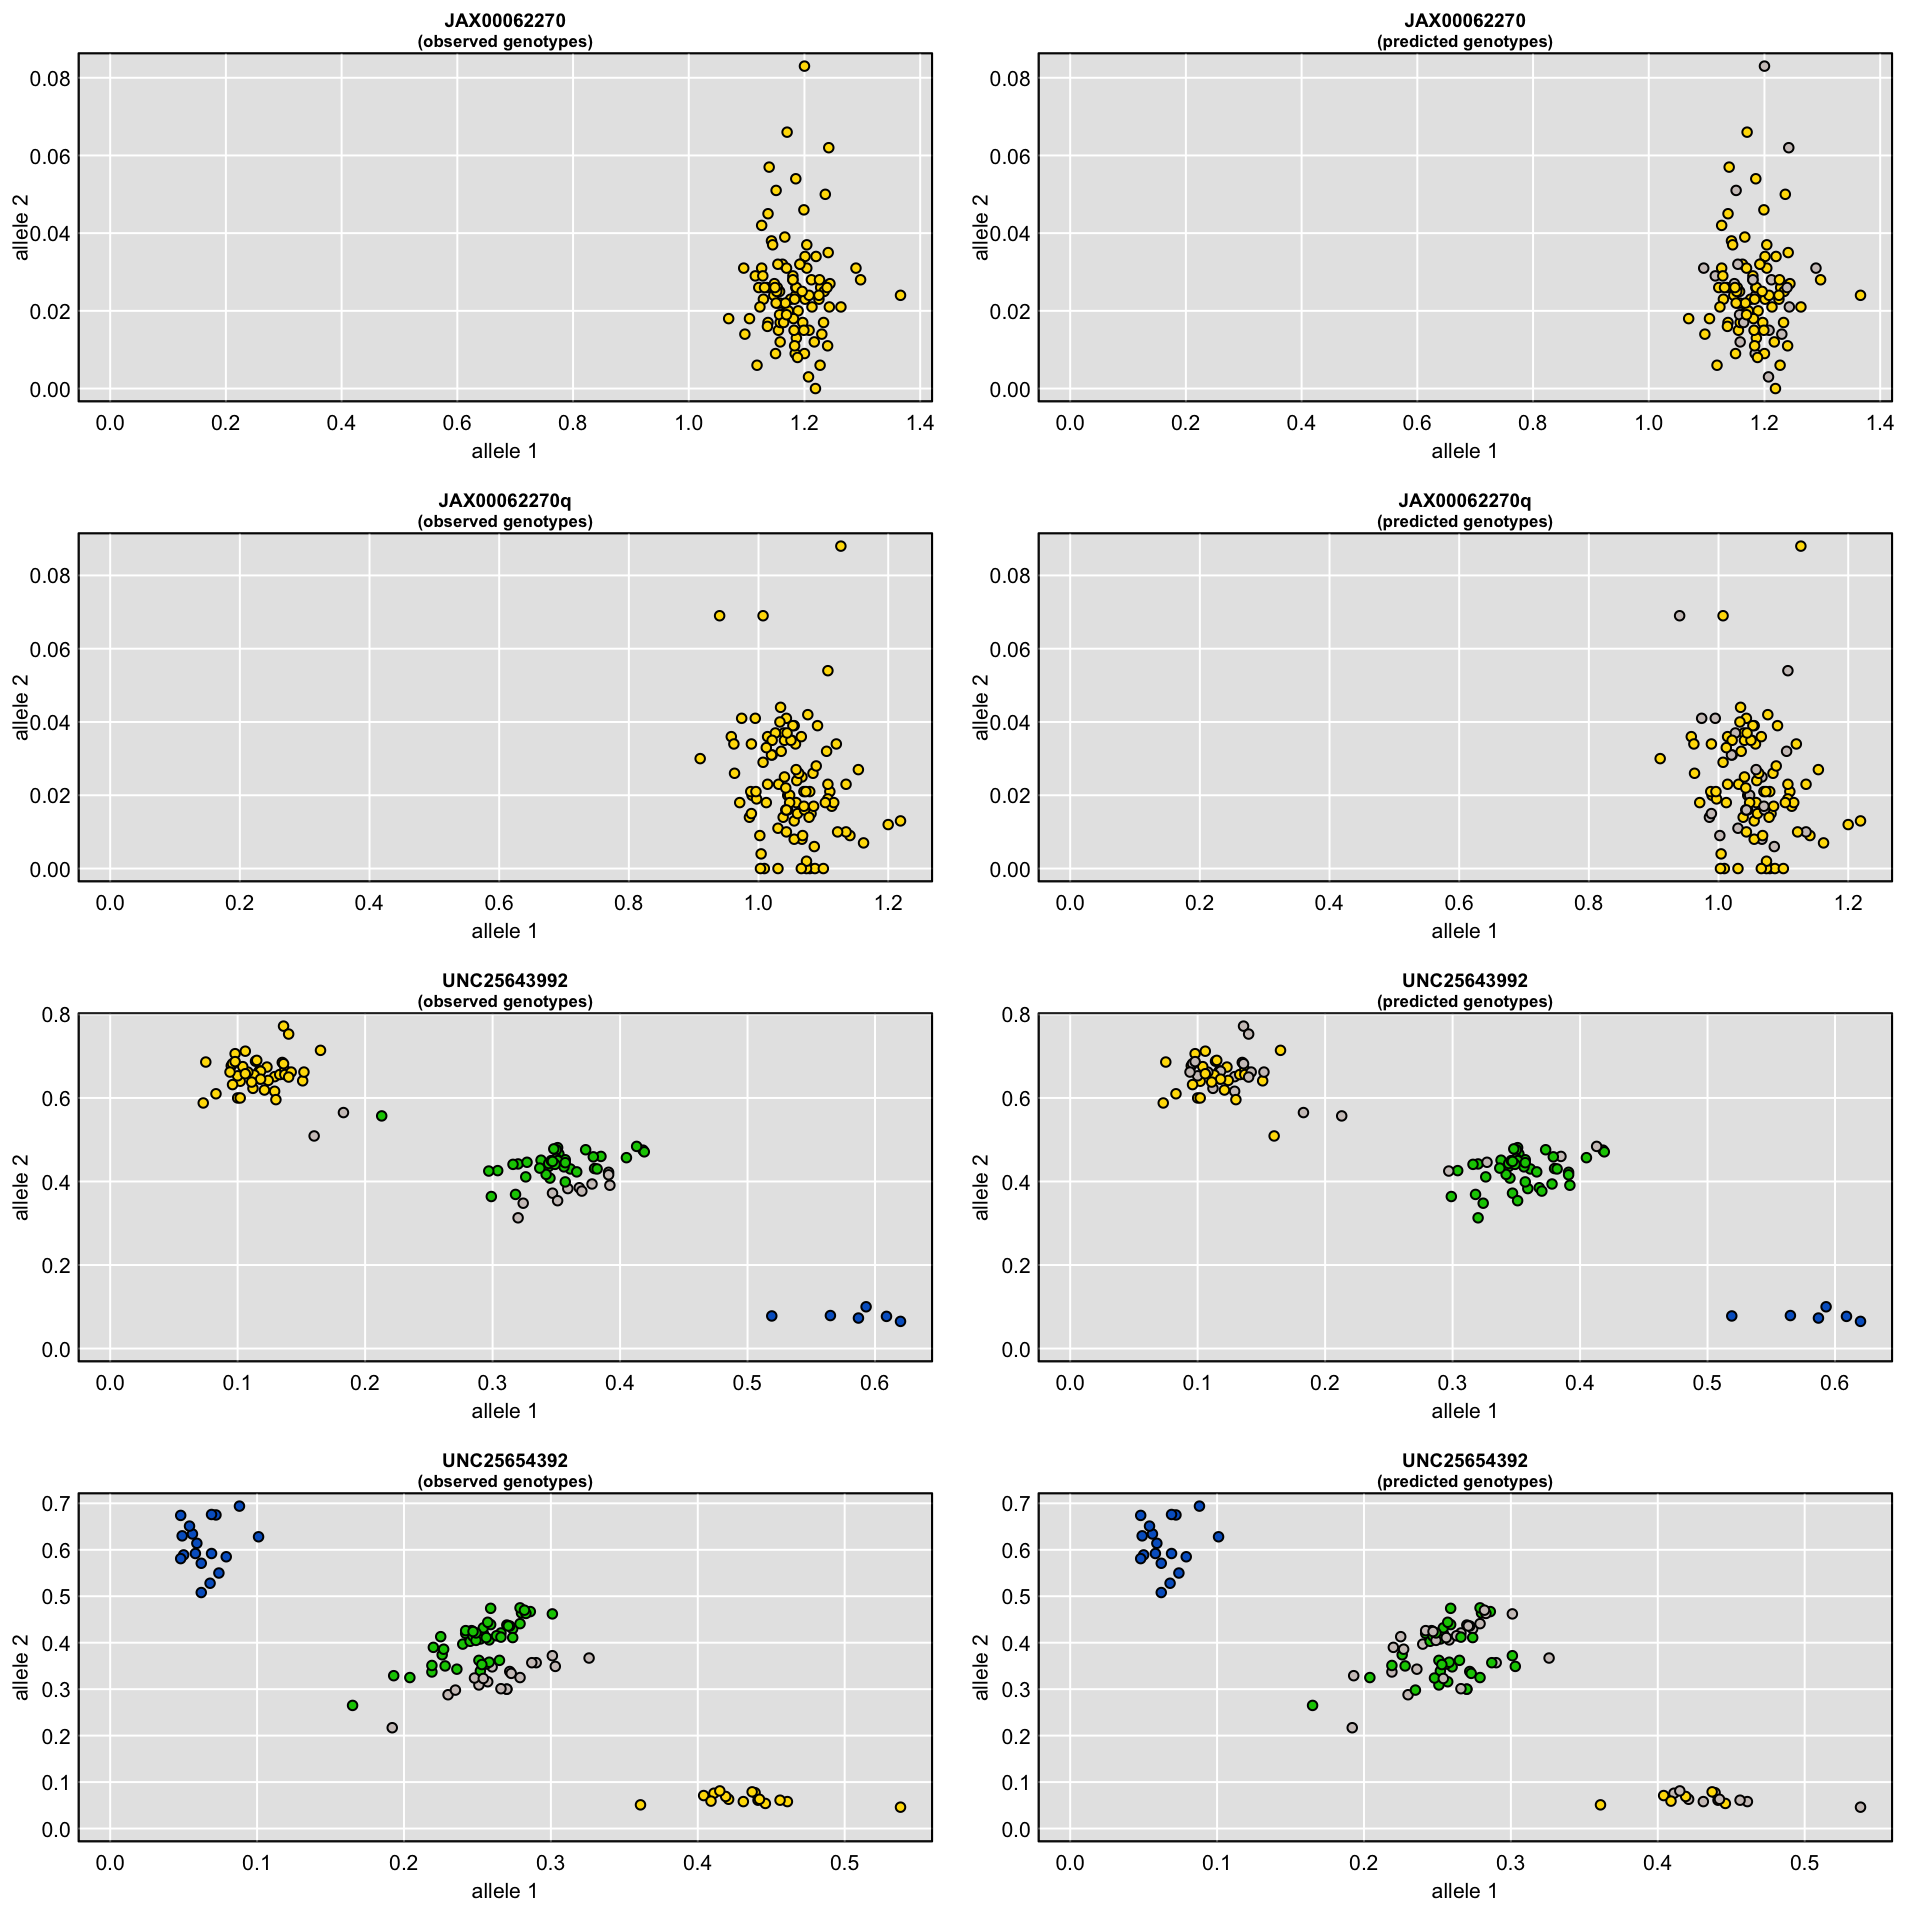 JAX00062270
(observed genotypes)
0.08
0.06
0.04
0.02
0.00
allele 2
0.0 0.2 0.4 0.6 0.8 1.0 1.2 1.4
allele 1
JAX00062270
(predicted genotypes)
0.08
0.06
0.04
0.02
0.00
allele 2
0.0 0.2 0.4 0.6 0.8 1.0 1.2 1.4
allele 1
JAX00062270q
(observed genotypes)
0.08
0.06
0.04
0.02
0.00
allele 2
0.0 0.2 0.4 0.6 0.8 1.0 1.2
allele 1
JAX00062270q
(predicted genotypes)
0.08
0.06
0.04
0.02
0.00
allele 2
0.0 0.2 0.4 0.6 0.8 1.0 1.2
allele 1
UNC25643992
(observed genotypes)
0.8
0.6
0.4
0.2
0.0
allele 2
0.0 0.1 0.2 0.3 0.4 0.5 0.6
allele 1
UNC25643992
(predicted genotypes)
0.8
0.6
0.4
0.2
0.0
allele 2
0.0 0.1 0.2 0.3 0.4 0.5 0.6
allele 1
UNC25654392
(observed genotypes)
0.7
0.6
0.5
0.4
0.3
0.2
0.1
0.0
allele 2
0.0 0.1 0.2 0.3 0.4 0.5
allele 1
UNC25654392
(predicted genotypes)
0.7
0.6
0.5
0.4
0.3
0.2
0.1
0.0
allele 2
0.0 0.1 0.2 0.3 0.4 0.5
allele 1